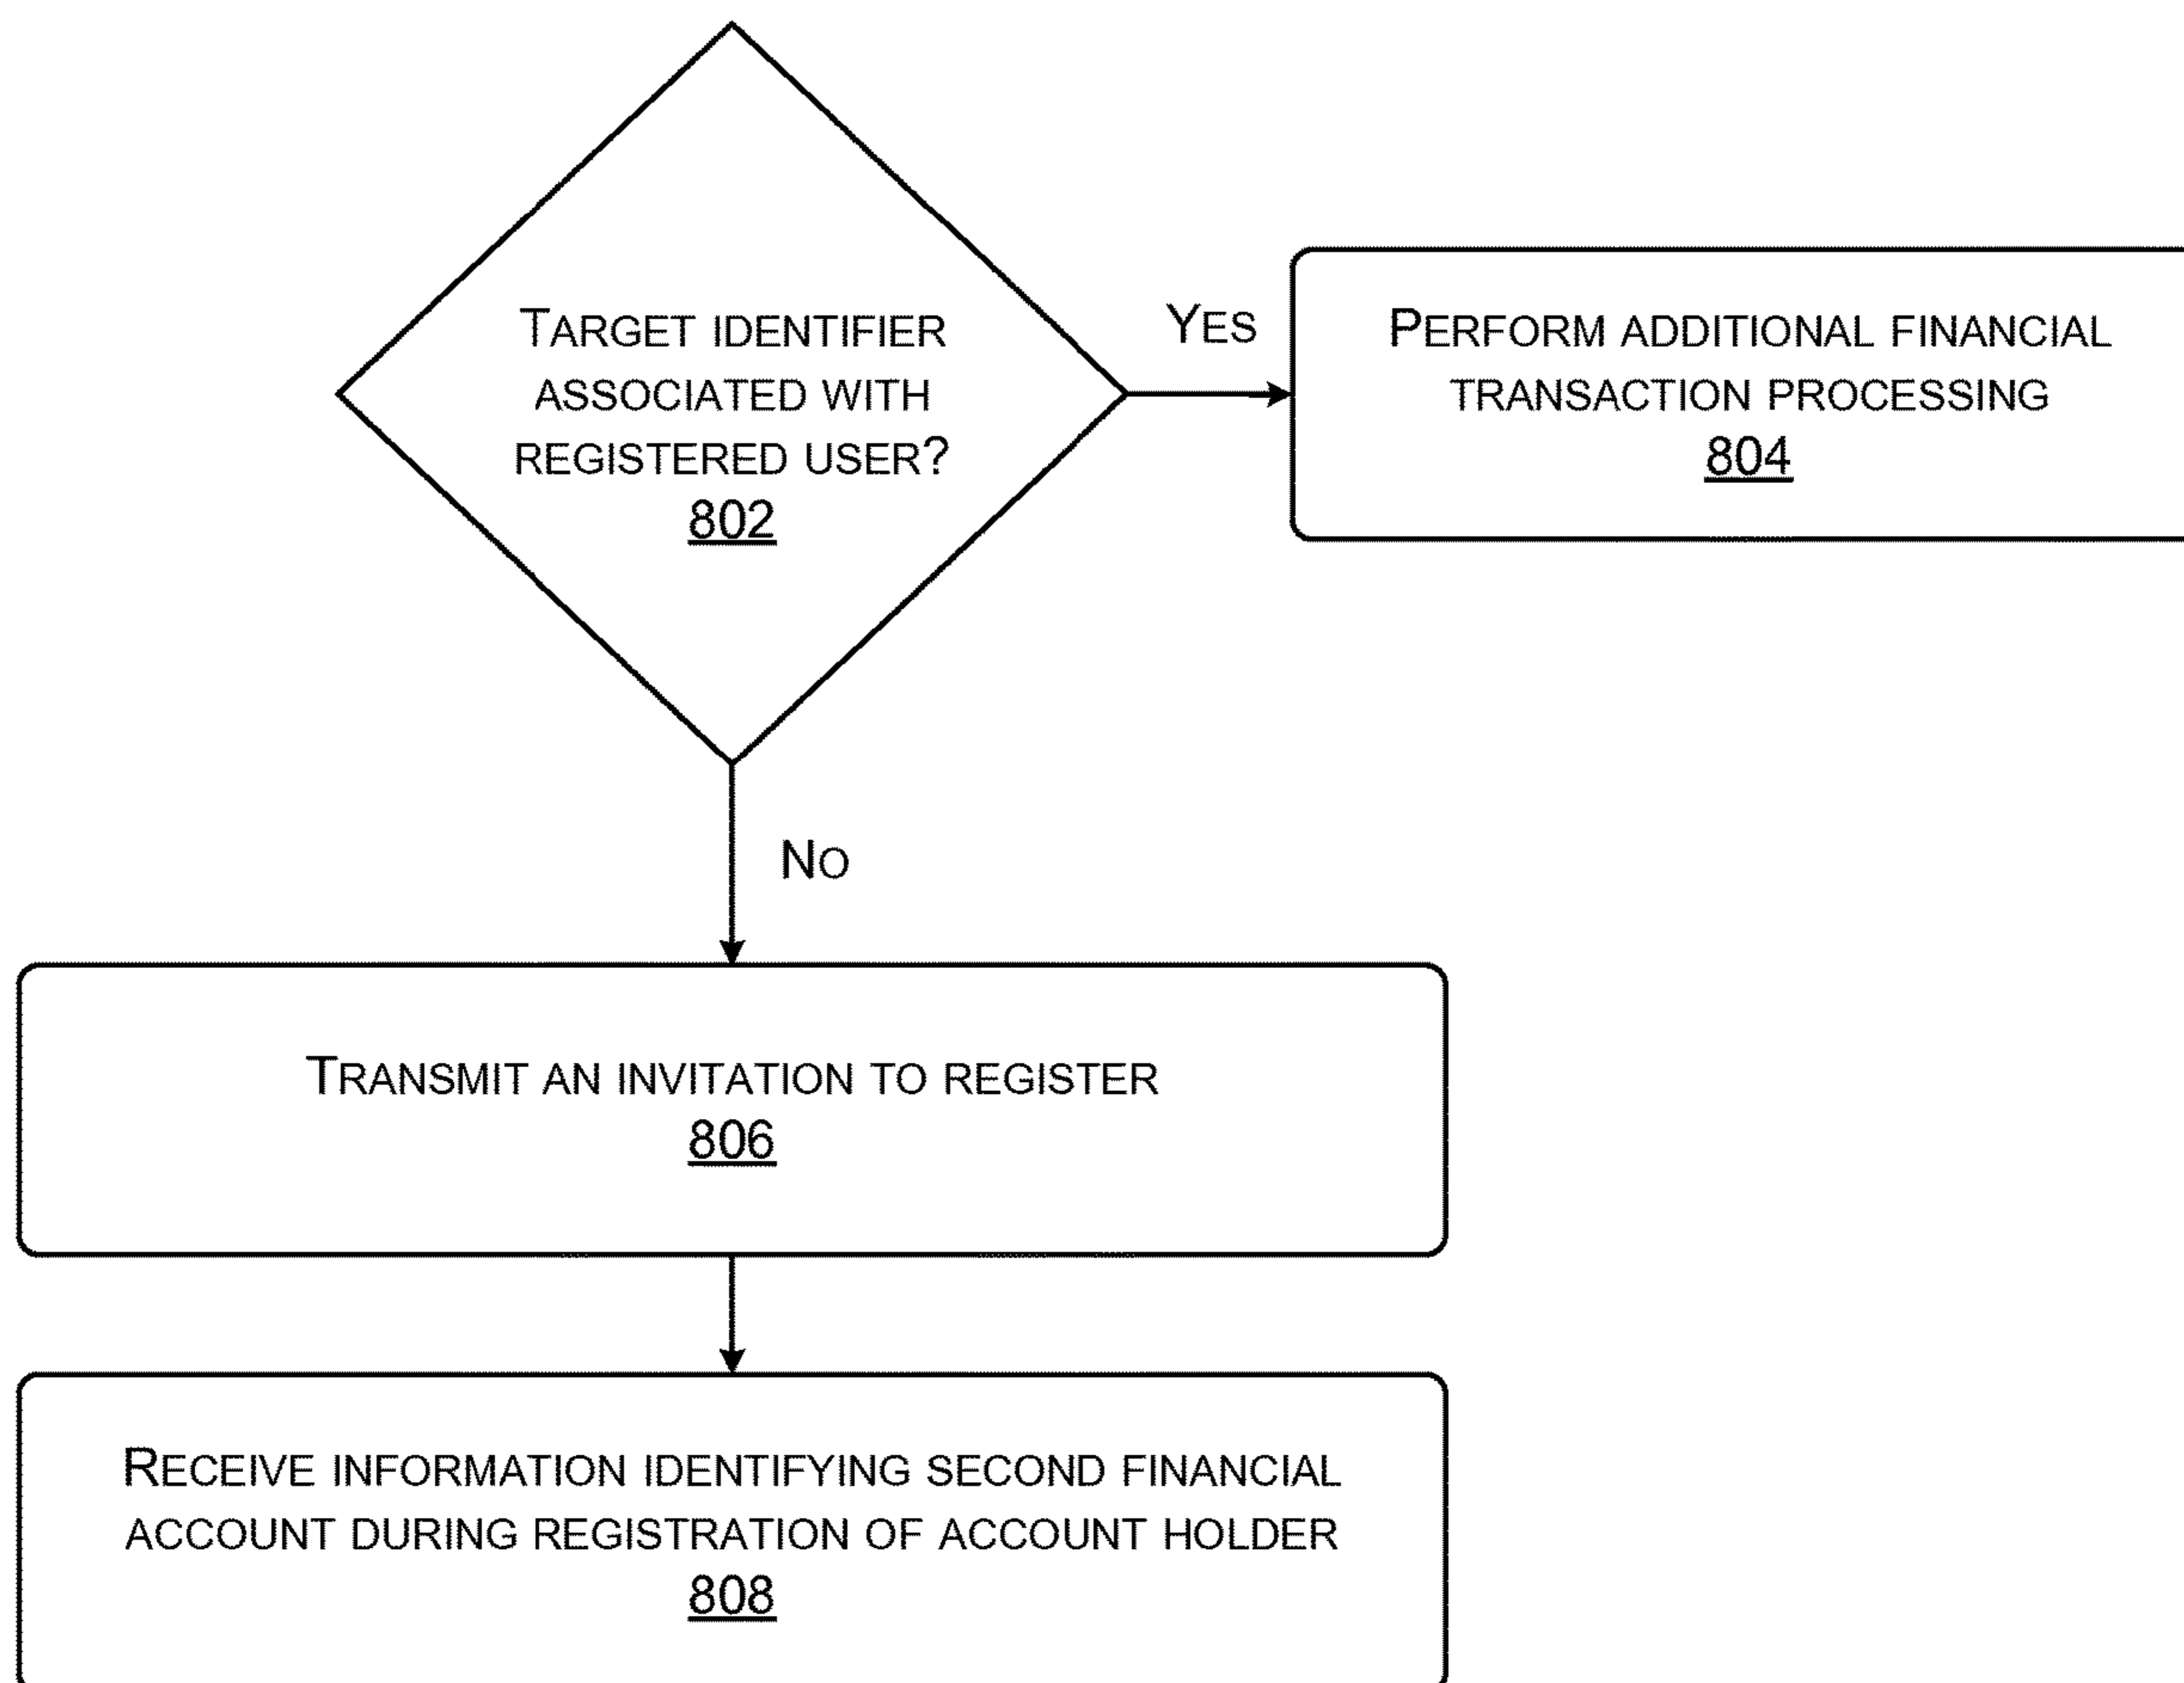 TARGET IDENTIFIER
ASSOCIATED WITH
REGISTERED USER?
802
YES
PERFORM ADDITIONAL FINANCIAL
TRANSACTION PROCESSING
804
NO
TRANSMIT AN INVITATION TO REGISTER
806
RECEIVE INFORMATION IDENTIFYING SECOND FINANCIAL
ACCOUNT DURING REGISTRATION OF ACCOUNT HOLDER
808